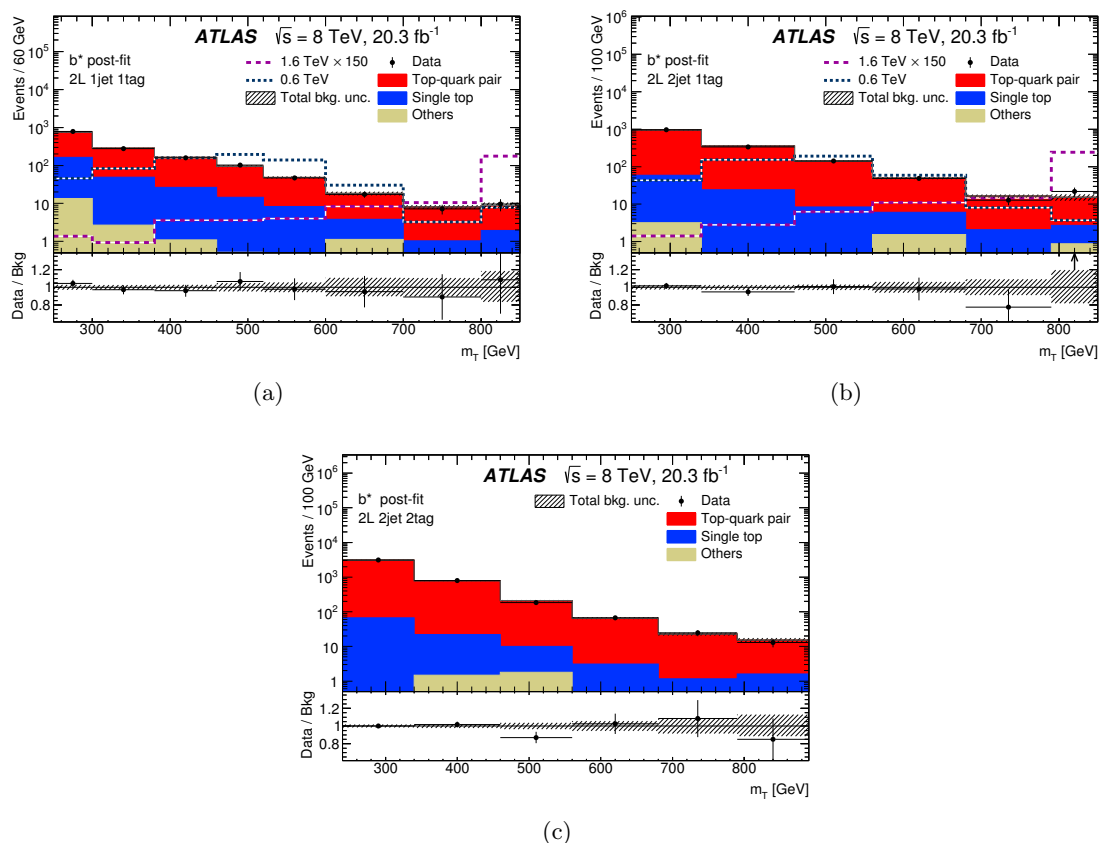 ATLAS √s = 8 TeV, 20.3 fb⁻¹
b* post-fit
2L 1jet 1tag
1.6 TeV × 150
0.6 TeV
Total bkg. unc.
Data
Top-quark pair
Single top
Others
Events / 60 GeV
10⁵
10⁴
10³
10²
10
1
Data / Bkg
1.2
1
0.8
300 400 500 600 700 800
m_T [GeV]
(a)
ATLAS √s = 8 TeV, 20.3 fb⁻¹
b* post-fit
2L 2jet 1tag
1.6 TeV × 150
0.6 TeV
Total bkg. unc.
Data
Top-quark pair
Single top
Others
Events / 100 GeV
10⁶
10⁵
10⁴
10³
10²
10
1
Data / Bkg
1.2
1
0.8
300 400 500 600 700 800
m_T [GeV]
(b)
ATLAS √s = 8 TeV, 20.3 fb⁻¹
b* post-fit
2L 2jet 2tag
Total bkg. unc.
Data
Top-quark pair
Single top
Others
Events / 100 GeV
10⁶
10⁵
10⁴
10³
10²
10
1
Data / Bkg
1.2
1
0.8
300 400 500 600 700 800
m_T [GeV]
(c)